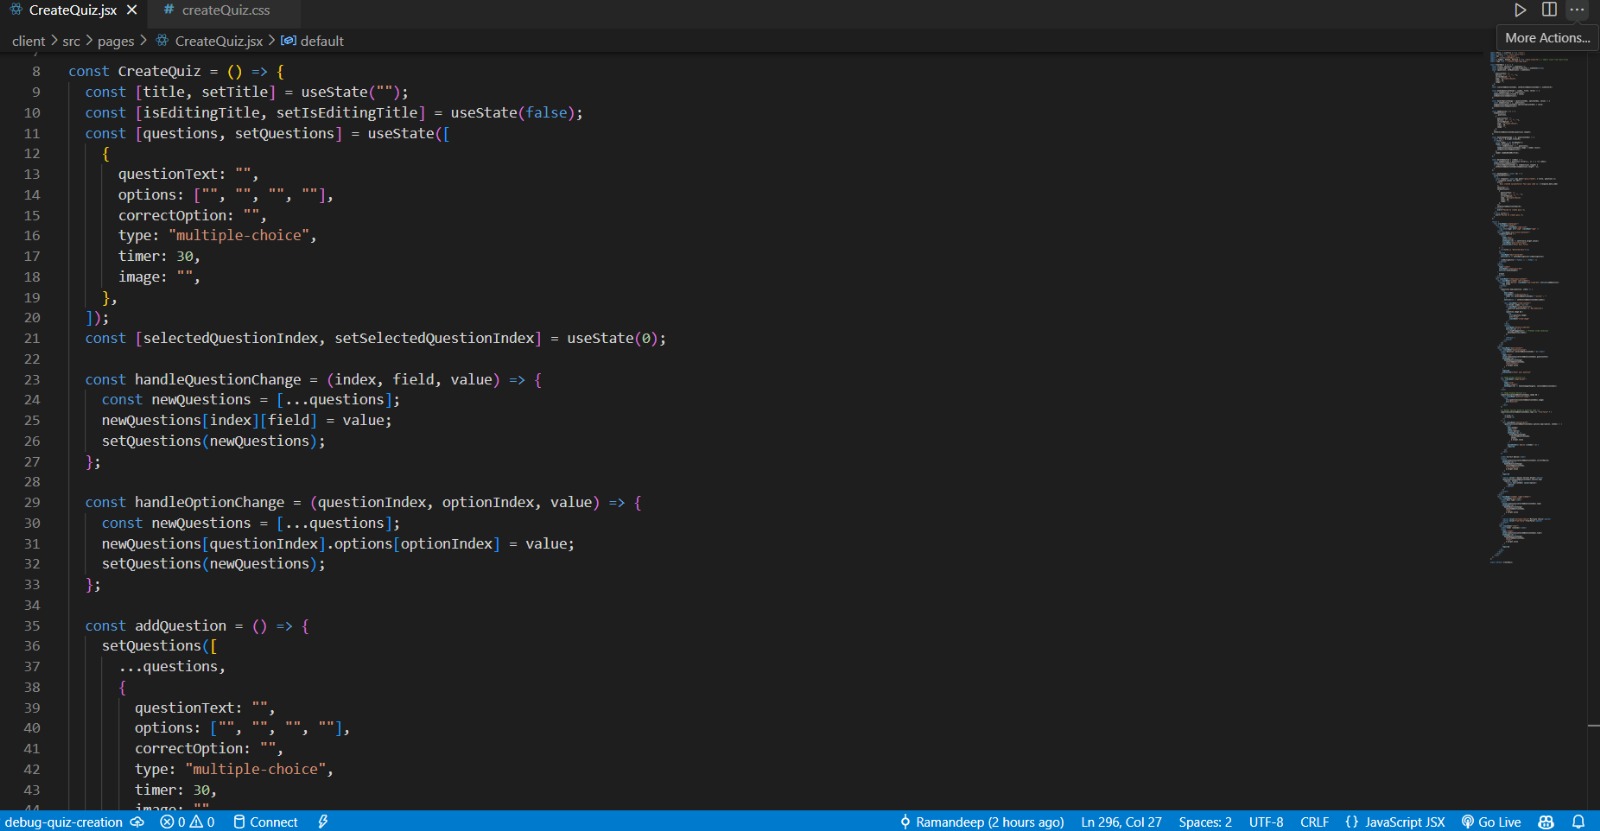 CreateQuiz.jsx
# createQuiz.css
client > src > pages > CreateQuiz.jsx > default
More Actions...
8 const CreateQuiz = () => {
9 const [title, setTitle] = useState("");
10 const [isEditingTitle, setIsEditingTitle] = useState(false);
11 const [questions, setQuestions] = useState([
12 {
13 questionText: "",
14 options: ["", "", "", ""],
15 correctOption: "",
16 type: "multiple-choice",
17 timer: 30,
18 image: "",
19 },
20 ]);
21 const [selectedQuestionIndex, setSelectedQuestionIndex] = useState(0);
22
23 const handleQuestionChange = (index, field, value) => {
24 const newQuestions = [...questions];
25 newQuestions[index][field] = value;
26 setQuestions(newQuestions);
27 };
28
29 const handleOptionChange = (questionIndex, optionIndex, value) => {
30 const newQuestions = [...questions];
31 newQuestions[questionIndex].options[optionIndex] = value;
32 setQuestions(newQuestions);
33 };
34
35 const addQuestion = () => {
36 setQuestions([
37 ...questions,
38 {
39 questionText: "",
40 options: ["", "", "", ""],
41 correctOption: "",
42 type: "multiple-choice",
43 timer: 30,
44 image: ""
debug-quiz-creation 0 0 Connect Ramandeep (2 hours ago) Ln 296, Col 27 Spaces: 2 UTF-8 CRLF {} JavaScript JSX Go Live